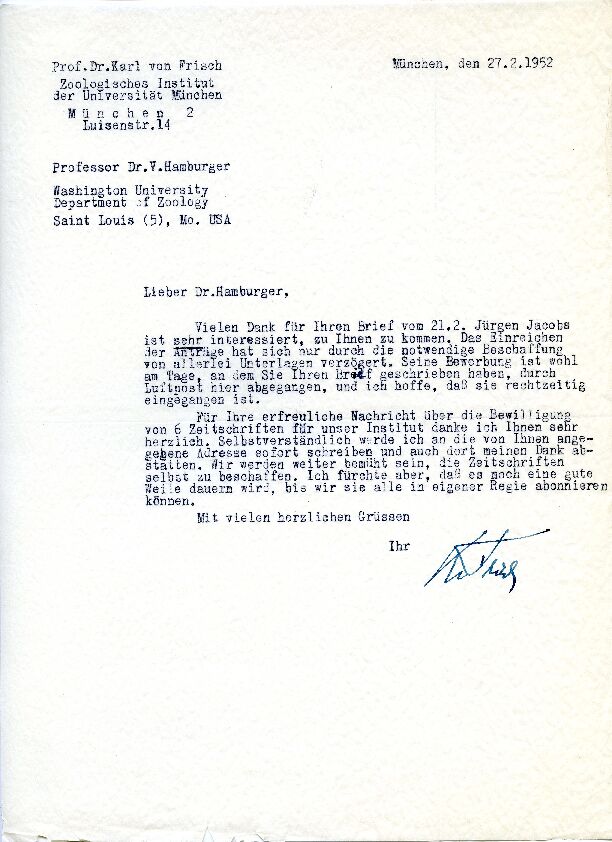 Prof.Dr.Karl von Frisch
München, den 27.2.1952
Zoologisches Institut
der Universität München
M ü n c h e n 2
Luisenstr.14
Professor Dr.V.Hamburger
Washington University
Department of Zoology
Saint Louis (5), Mo. USA
Lieber Dr.Hamburger,
Vielen Dank für Ihren Brief vom 21.2. Jürgen Jacobs
ist sehr interessiert, zu Ihnen zu kommen. Das Einreichen
der Anträge hat sich nur durch die notwendige Beschaffung
von allerlei Unterlagen verzögert. Seine Bewerbung ist wohl
am Tage, an dem Sie Ihren Brief geschrieben haben, durch
Luftpost hier abgegangen, und ich hoffe, daß sie rechtzeitig
eingegangen ist.
Für Ihre erfreuliche Nachricht über die Bewilligung
von 6 Zeitschriften für unser Institut danke ich Ihnen sehr
herzlich. Selbstverständlich werde ich an die von Ihnen ange-
gebene Adresse sofort schreiben und auch dort meinen Dank ab-
statten. Wir werden weiter bemüht sein, die Zeitschriften
selbst zu beschaffen. Ich fürchte aber, daß es noch eine gute
Weile dauern wird, bis wir sie alle in eigener Regie abonnieren
können.
Mit vielen herzlichen Grüssen
Ihr